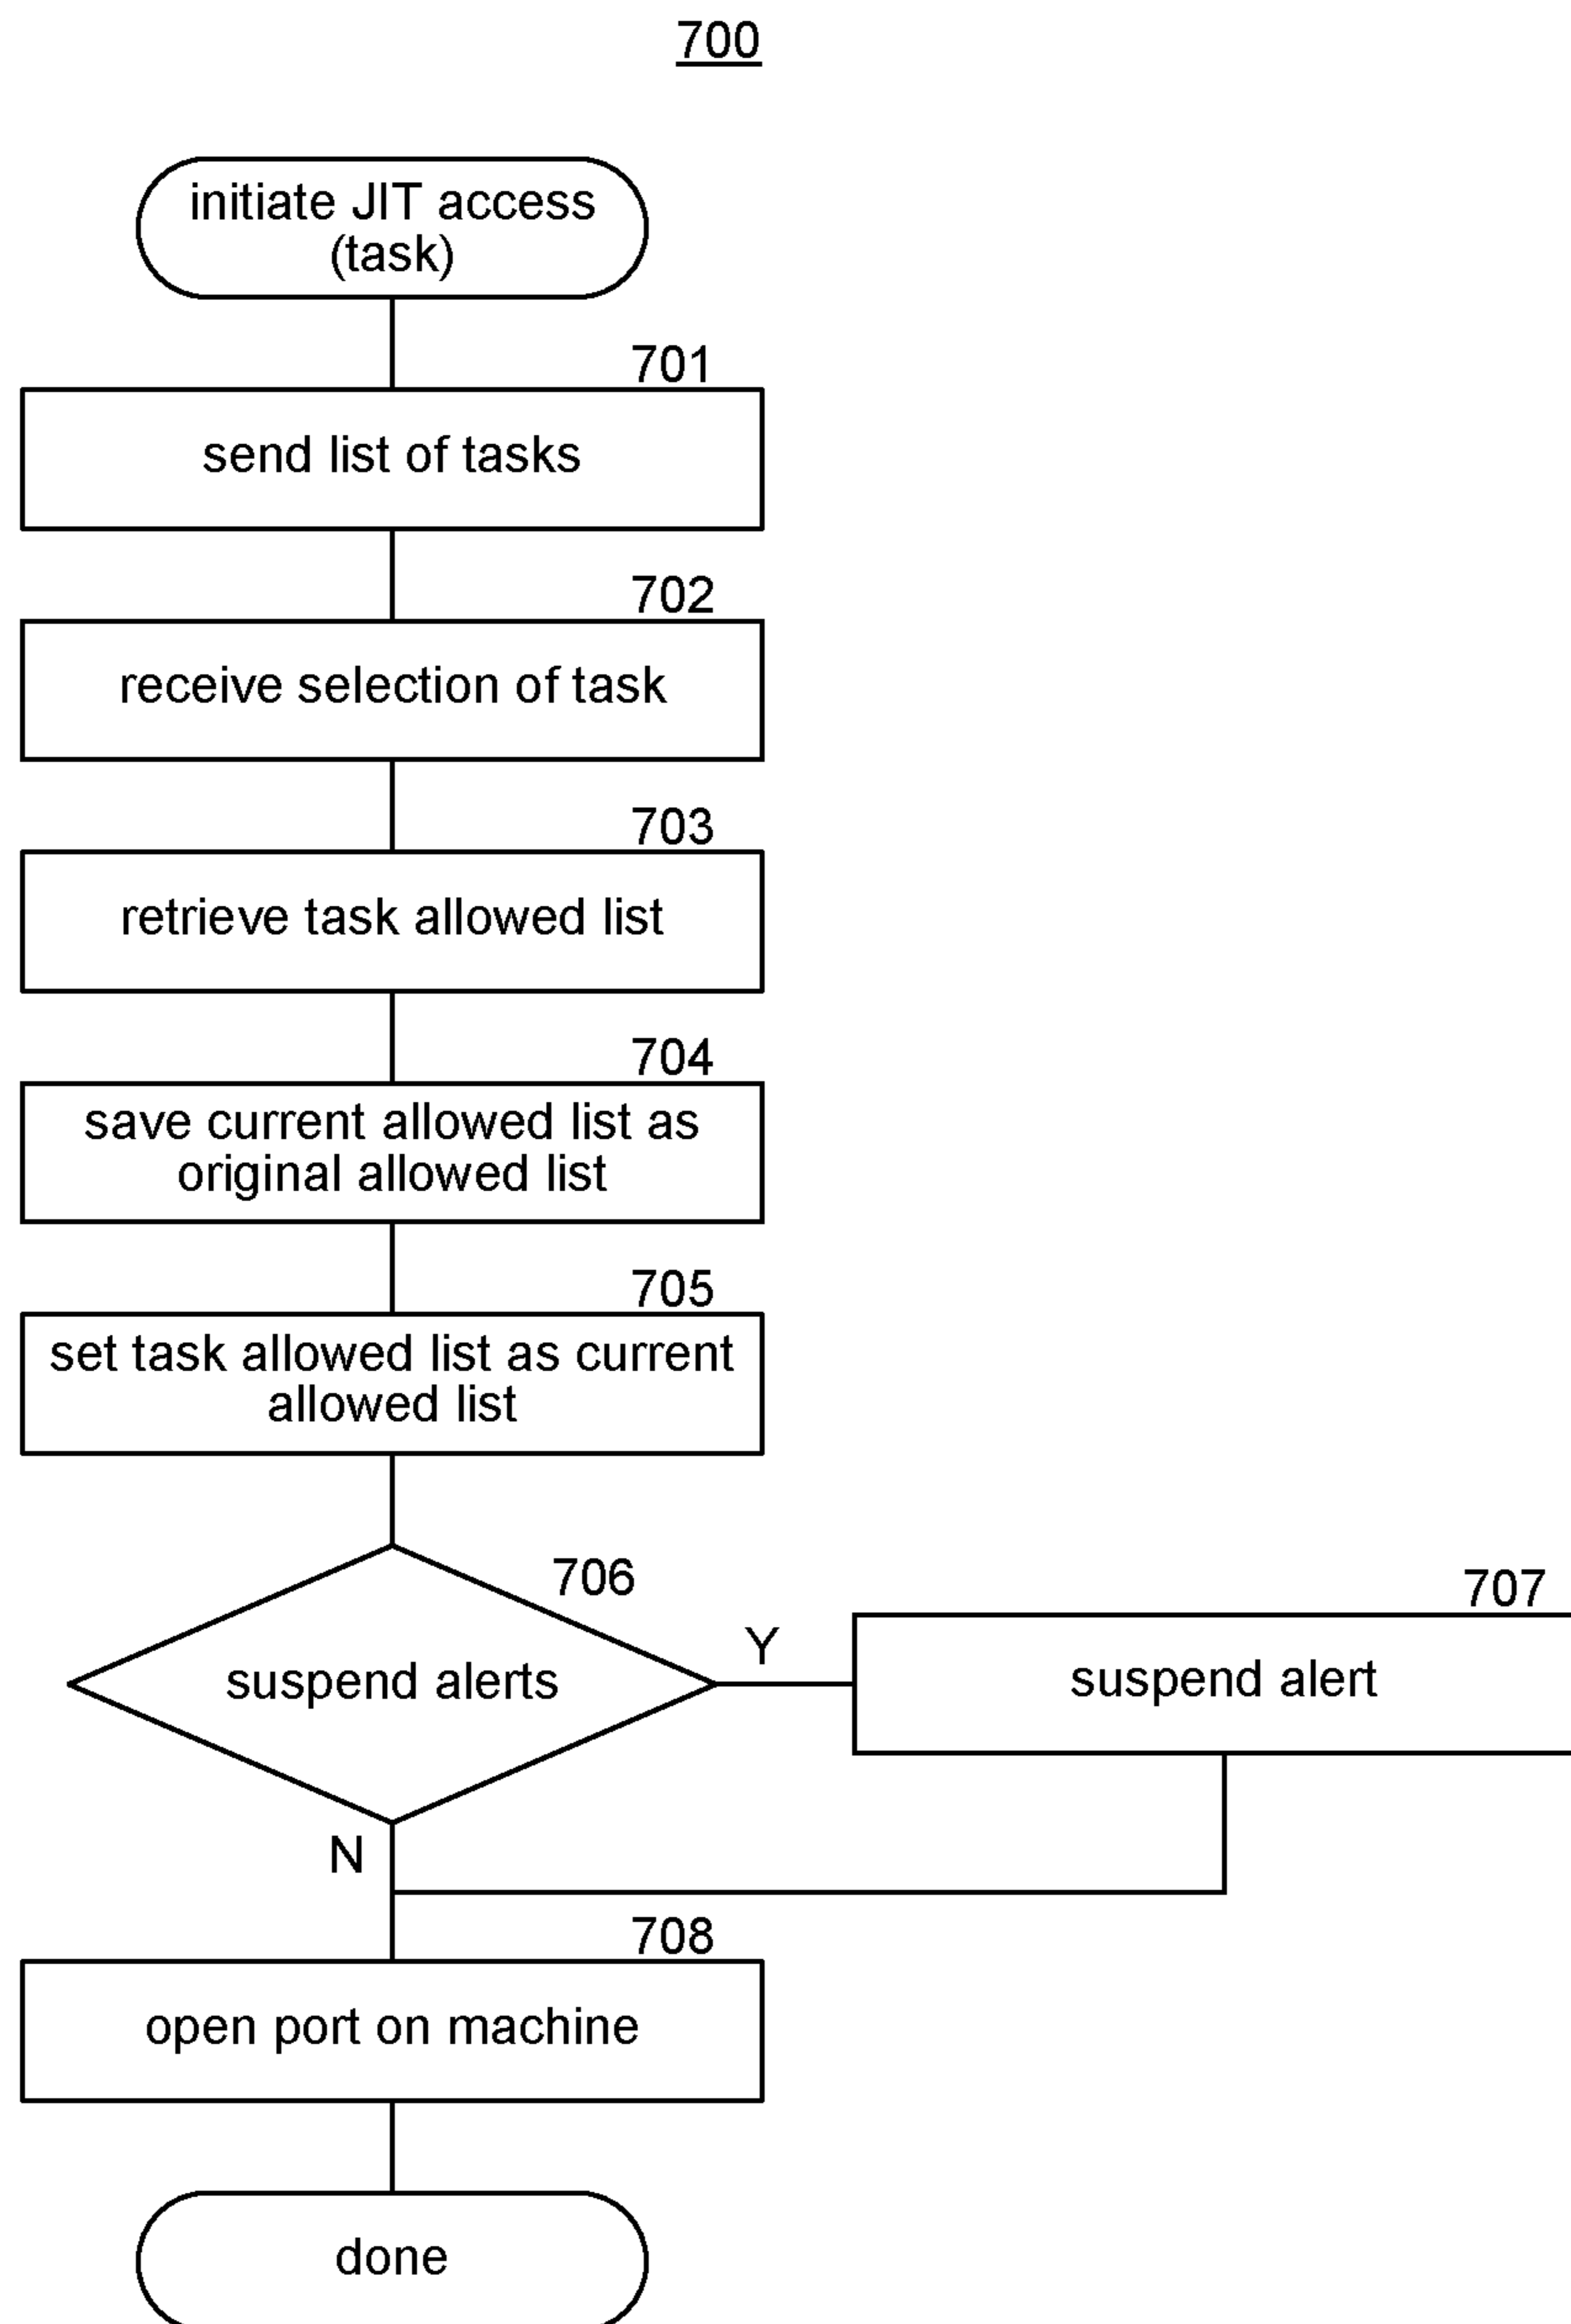 700
initiate JIT access
(task)
701
send list of tasks
702
receive selection of task
703
retrieve task allowed list
704
save current allowed list as
original allowed list
705
set task allowed list as current
allowed list
706
suspend alerts
Y
707
suspend alert
N
708
open port on machine
done